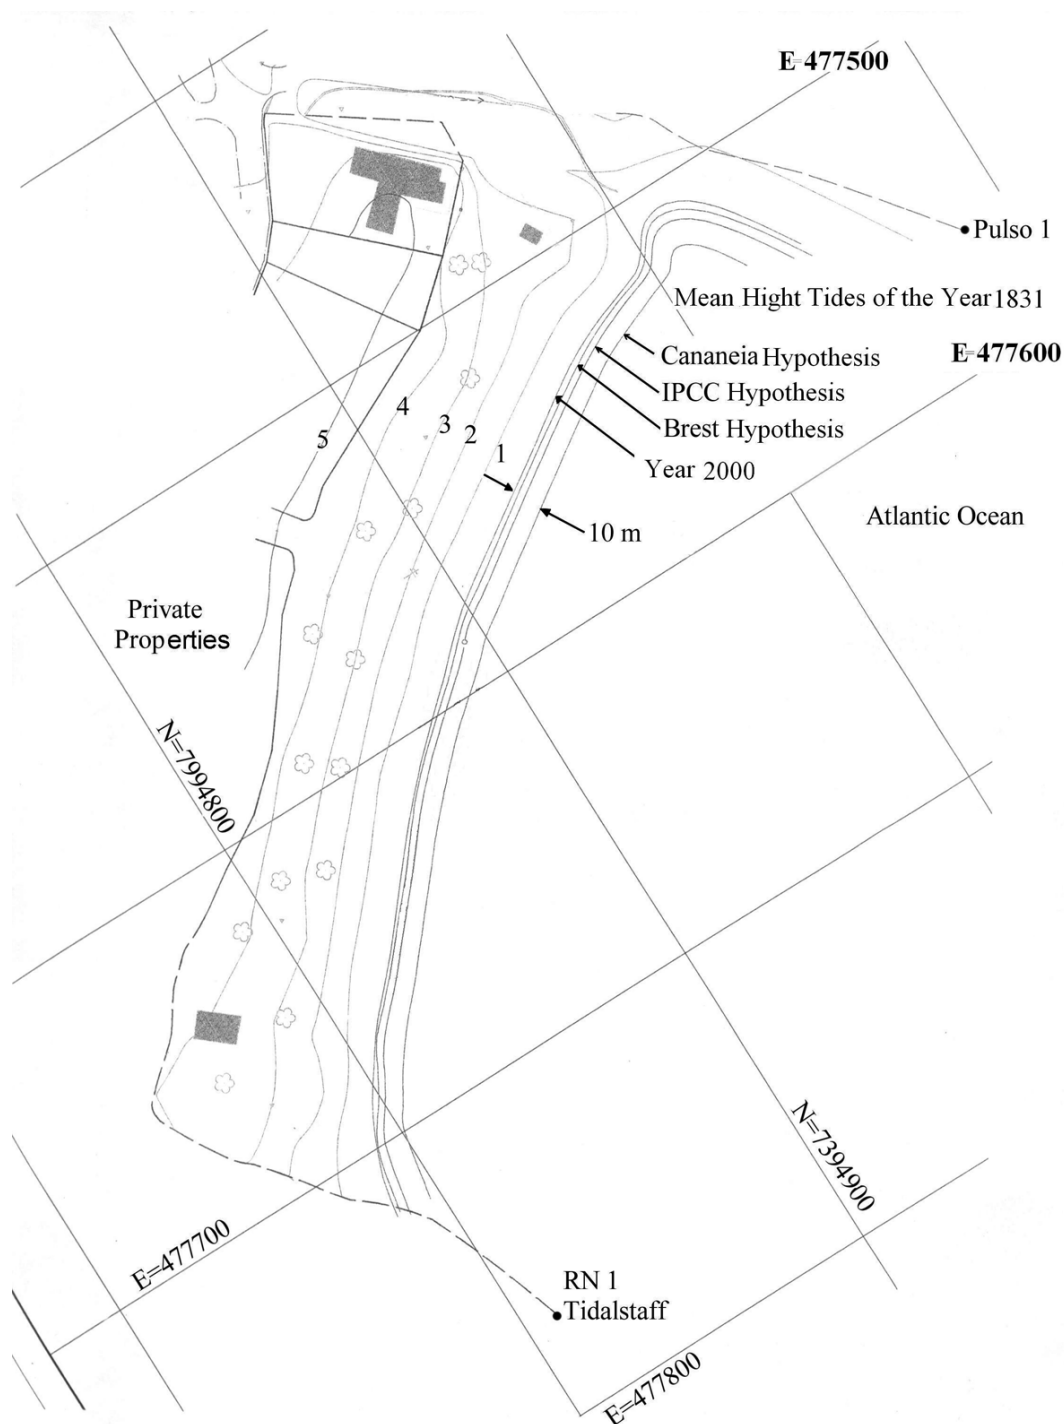 E=477500
Pulso 1
Mean Hight Tides of the Year 1831
Cananeia Hypothesis
E=477600
IPCC Hypothesis
4
3
2
Brest Hypothesis
5
1
Year 2000
Atlantic Ocean
10 m
Private
Properties
N=7994800
N=7394900
E=477700
RN 1
Tidalstaff
E=477800